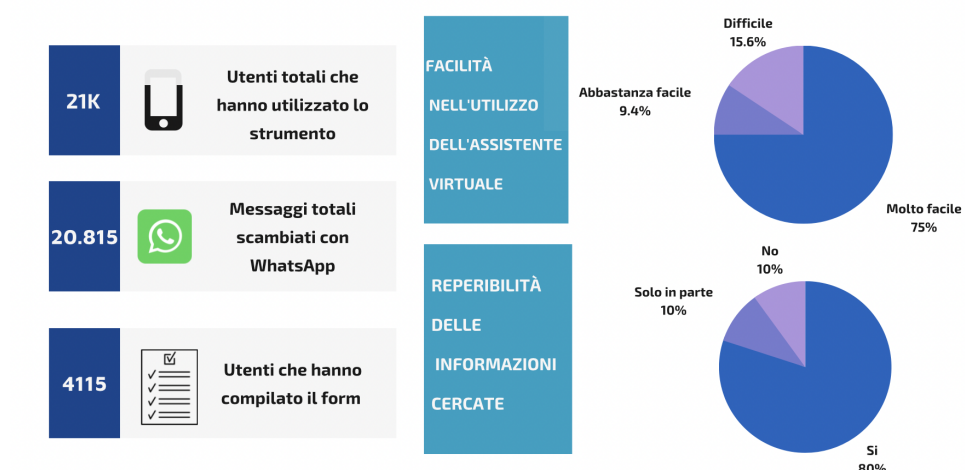 21K
Utenti totali che
hanno utilizzato lo
strumento
20.815
Messaggi totali
scambiati con
WhatsApp
4115
Utenti che hanno
compilato il form
FACILITÀ
NELL'UTILIZZO
DELL'ASSISTENTE
VIRTUALE
Difficile
15.6%
Abbastanza facile
9.4%
Molto facile
75%
REPERIBILITÀ
DELLE
INFORMAZIONI
CERCATE
No
10%
Solo in parte
10%
Si
80%